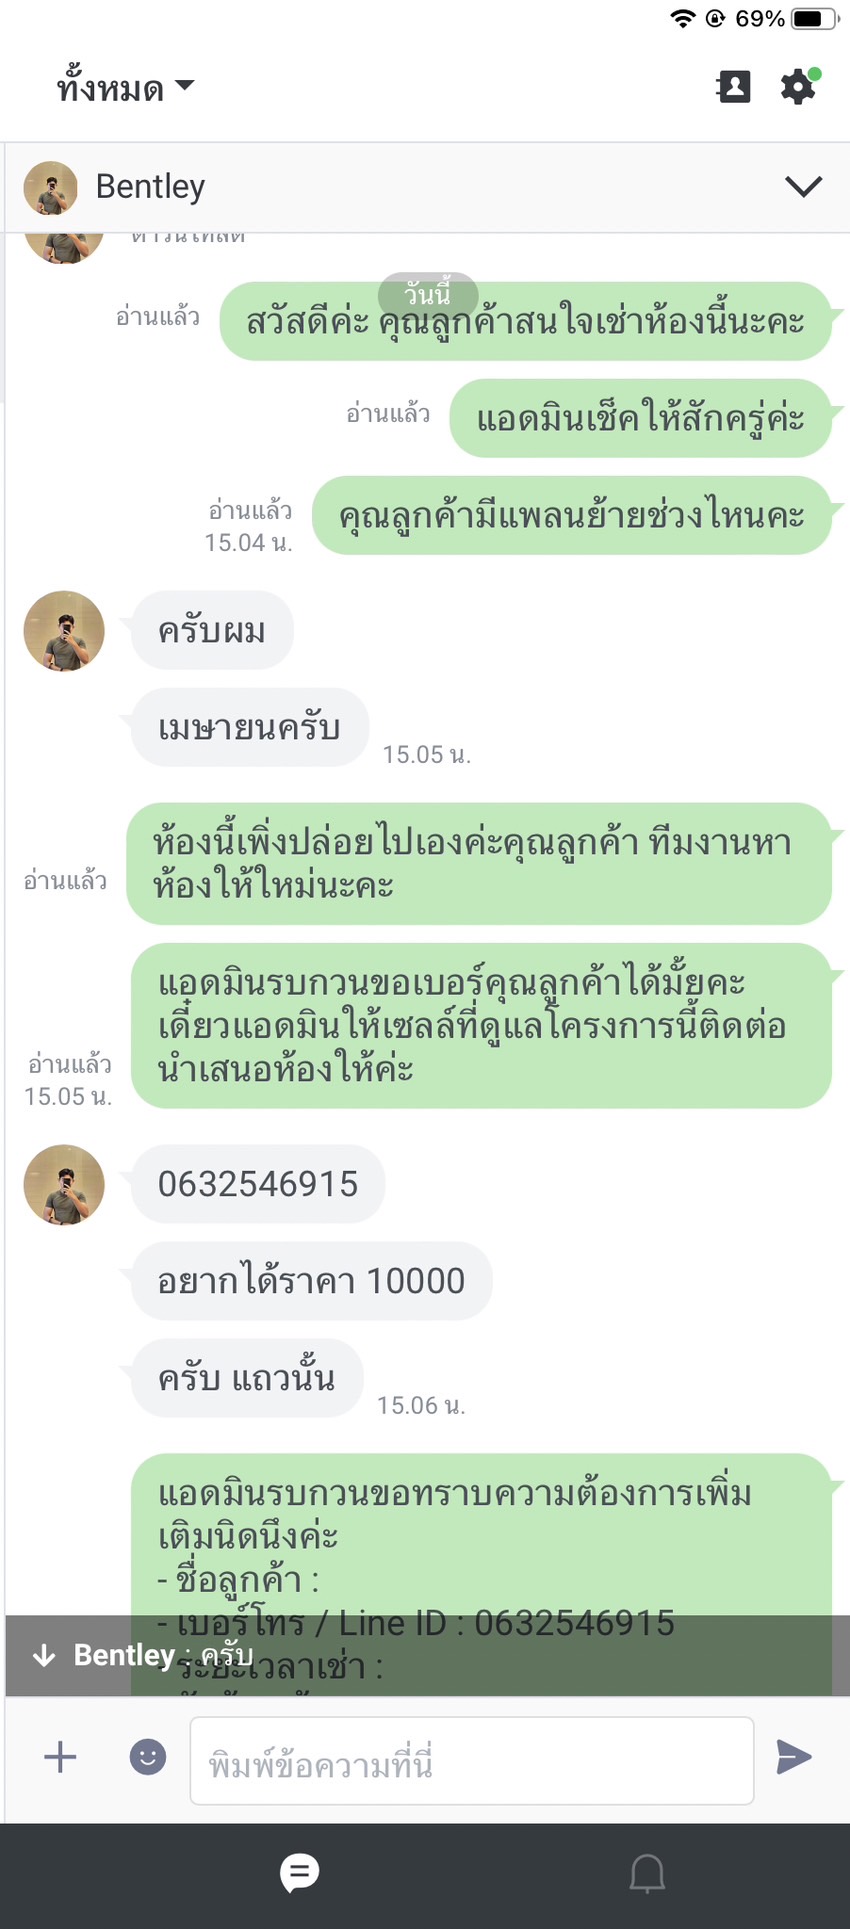 69%
ทั้งหมด
Bentley
ดาวน์โหลด
วันนี้
อ่านแล้ว
สวัสดีค่ะ คุณลูกค้าสนใจเช่าห้องนี้นะคะ
อ่านแล้ว
แอดมินเช็คให้สักครู่ค่ะ
อ่านแล้ว
15.04 น.
คุณลูกค้ามีแพลนย้ายช่วงไหนคะ
ครับผม
เมษายนครับ
15.05 น.
ห้องนี้เพิ่งปล่อยไปเองค่ะคุณลูกค้า ทีมงานหา
ห้องให้ใหม่นะคะ
อ่านแล้ว
แอดมินรบกวนขอเบอร์คุณลูกค้าได้มั้ยคะ
เดี๋ยวแอดมินให้เซลล์ที่ดูแลโครงการนี้ติดต่อ
นำเสนอห้องให้ค่ะ
อ่านแล้ว
15.05 น.
0632546915
อยากได้ราคา 10000
ครับ แถวนั้น
15.06 น.
แอดมินรบกวนขอทราบความต้องการเพิ่ม
เติมนิดนึงค่ะ
- ชื่อลูกค้า :
- เบอร์โทร / Line ID : 0632546915
- ระยะเวลาเช่า :
Bentley : ครับ
พิมพ์ข้อความที่นี่